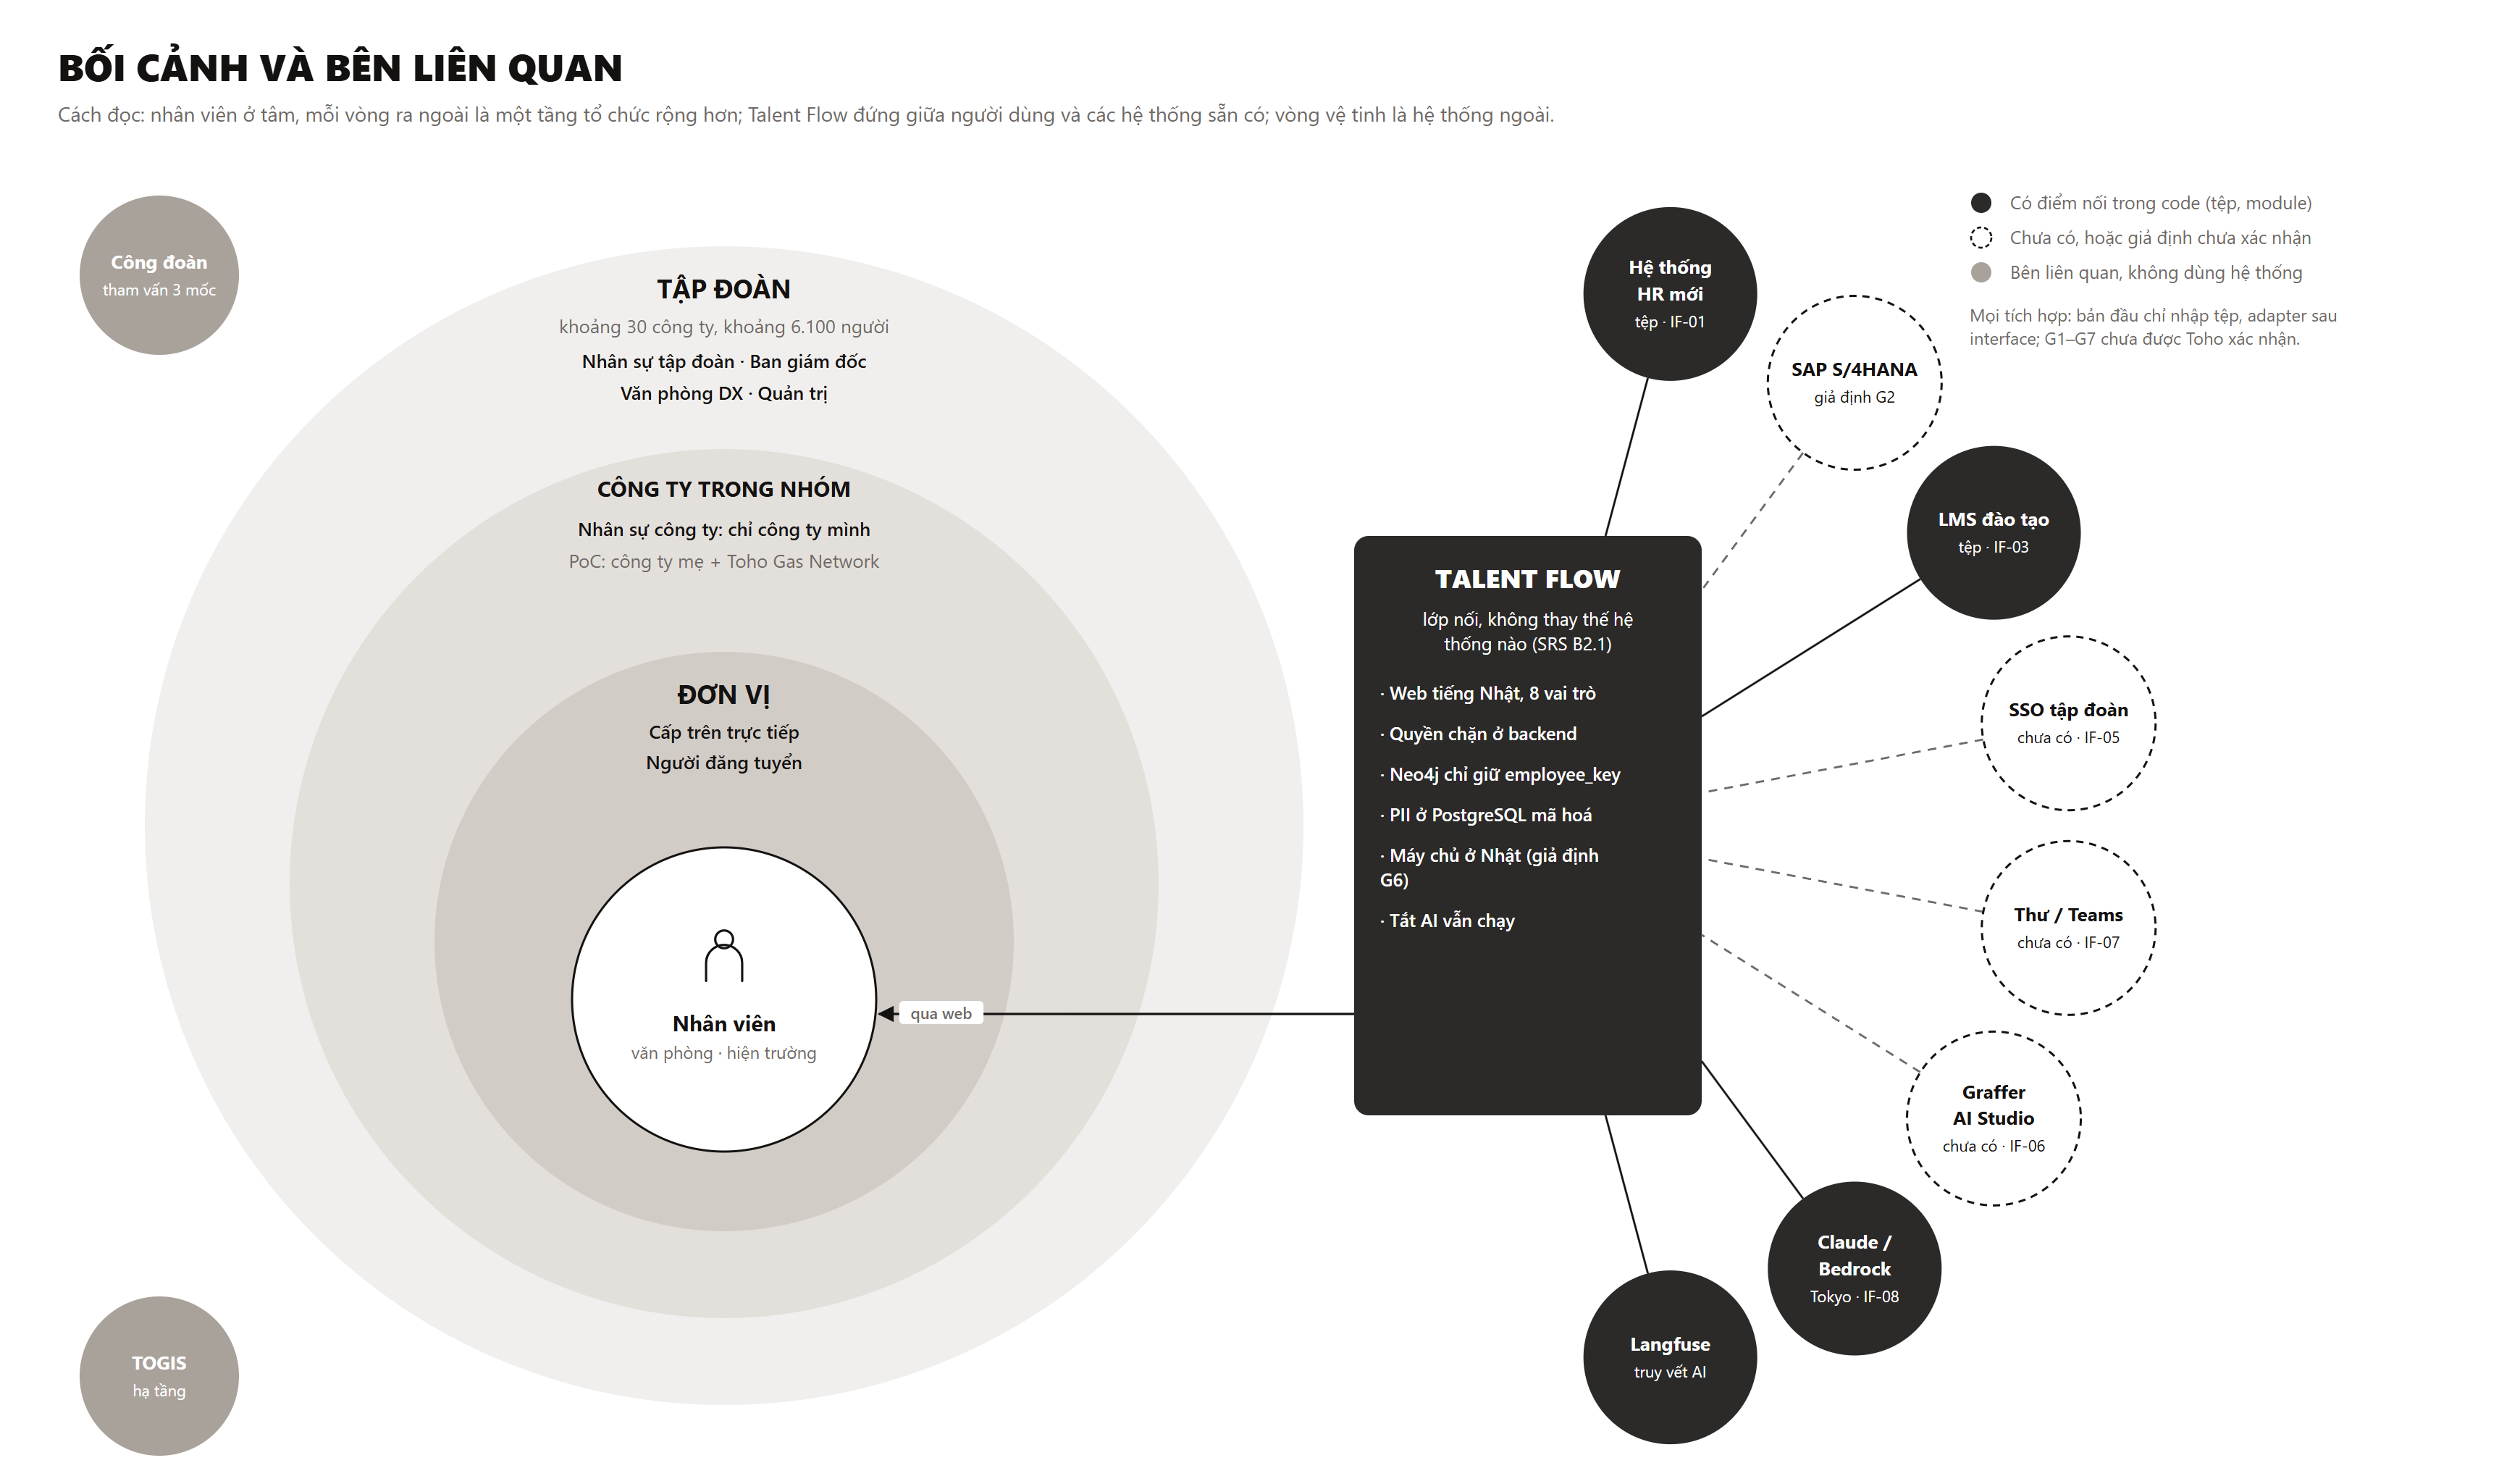 BỐI CẢNH VÀ BÊN LIÊN QUAN
Cách đọc: nhân viên ở tâm, mỗi vòng ra ngoài là một tầng tổ chức rộng hơn; Talent Flow đứng giữa người dùng và các hệ thống sẵn có; vòng vệ tinh là hệ thống ngoài.
Công đoàn
tham vấn 3 mốc
TẬP ĐOÀN
khoảng 30 công ty, khoảng 6.100 người
Nhân sự tập đoàn · Ban giám đốc
Văn phòng DX · Quản trị
CÔNG TY TRONG NHÓM
Nhân sự công ty: chỉ công ty mình
PoC: công ty mẹ + Toho Gas Network
ĐƠN VỊ
Cấp trên trực tiếp
Người đăng tuyển
Nhân viên
văn phòng · hiện trường
qua web
TOGIS
hạ tầng
TALENT FLOW
lớp nối, không thay thế hệ
thống nào (SRS B2.1)
· Web tiếng Nhật, 8 vai trò
· Quyền chặn ở backend
· Neo4j chỉ giữ employee_key
· PII ở PostgreSQL mã hoá
· Máy chủ ở Nhật (giả định
G6)
· Tắt AI vẫn chạy
Hệ thống
HR mới
tệp · IF-01
SAP S/4HANA
giả định G2
LMS đào tạo
tệp · IF-03
SSO tập đoàn
chưa có · IF-05
Thư / Teams
chưa có · IF-07
Graffer
AI Studio
chưa có · IF-06
Claude /
Bedrock
Tokyo · IF-08
Langfuse
truy vết AI
Có điểm nối trong code (tệp, module)
Chưa có, hoặc giả định chưa xác nhận
Bên liên quan, không dùng hệ thống
Mọi tích hợp: bản đầu chỉ nhập tệp, adapter sau
interface; G1–G7 chưa được Toho xác nhận.